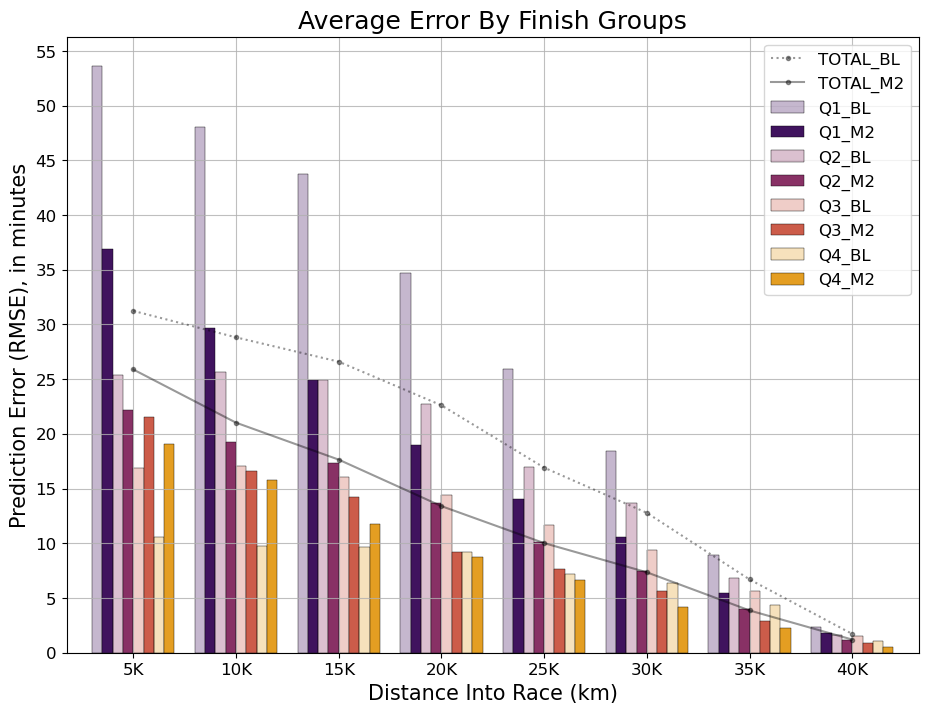 Average Error By Finish Groups
Prediction Error (RMSE), in minutes
55
50
45
40
35
30
25
20
15
10
5
0
TOTAL_BL
TOTAL_M2
Q1_BL
Q1_M2
Q2_BL
Q2_M2
Q3_BL
Q3_M2
Q4_BL
Q4_M2
5K 10K 15K 20K 25K 30K 35K 40K
Distance Into Race (km)